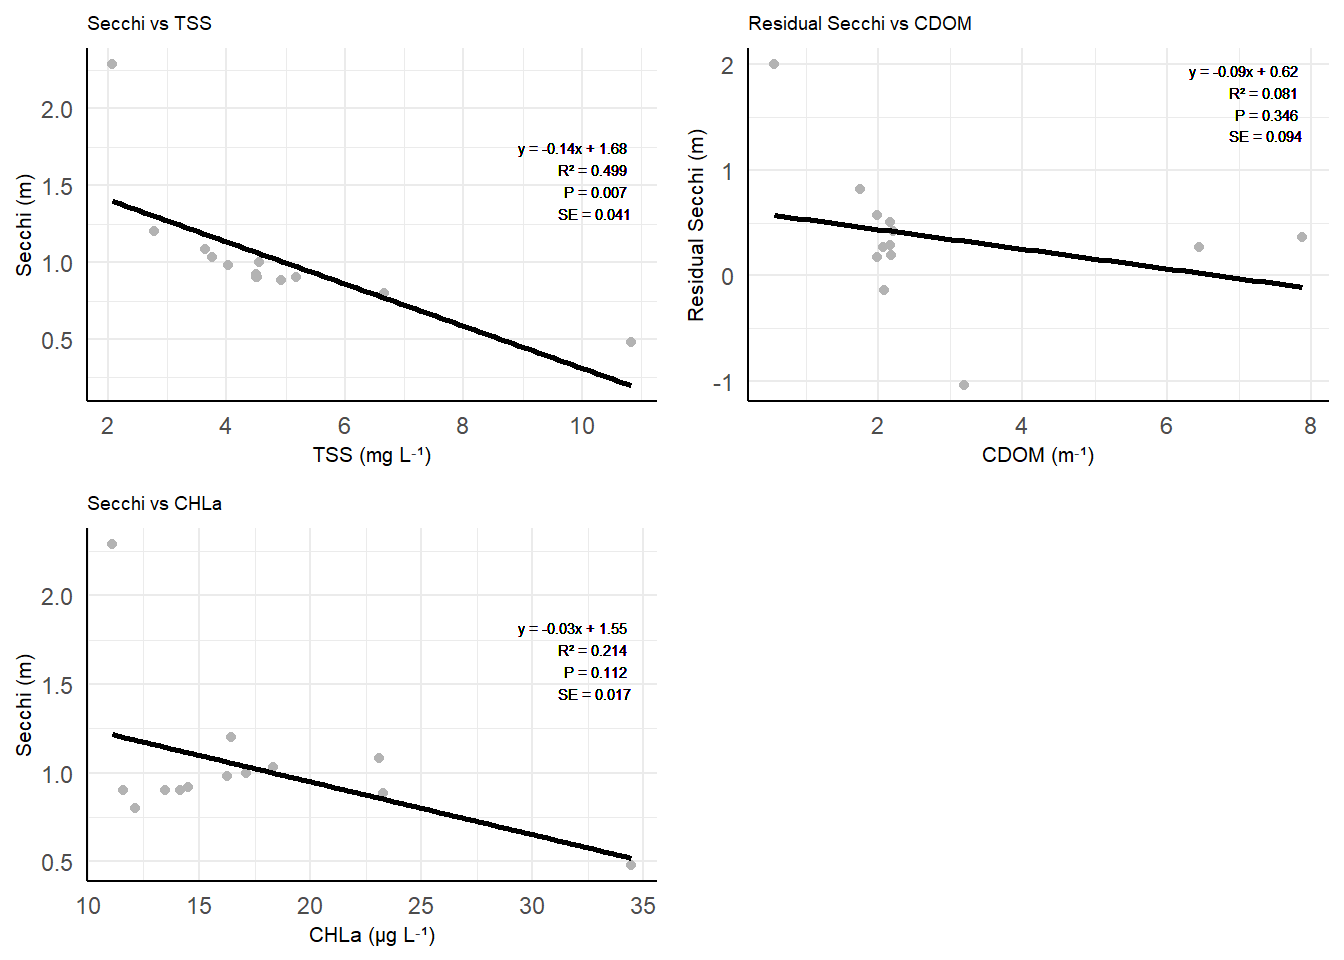 Secchi vs TSS
Secchi (m)
2.0
1.5
1.0
0.5
y = -0.14x + 1.68
R² = 0.499
P = 0.007
SE = 0.041
2 4 6 8 10
TSS (mg L⁻¹)
Residual Secchi vs CDOM
Residual Secchi (m)
2
1
0
-1
y = -0.09x + 0.62
R² = 0.081
P = 0.346
SE = 0.094
2 4 6 8
CDOM (m⁻¹)
Secchi vs CHLa
Secchi (m)
2.0
1.5
1.0
0.5
y = -0.03x + 1.55
R² = 0.214
P = 0.112
SE = 0.017
10 15 20 25 30 35
CHLa (µg L⁻¹)